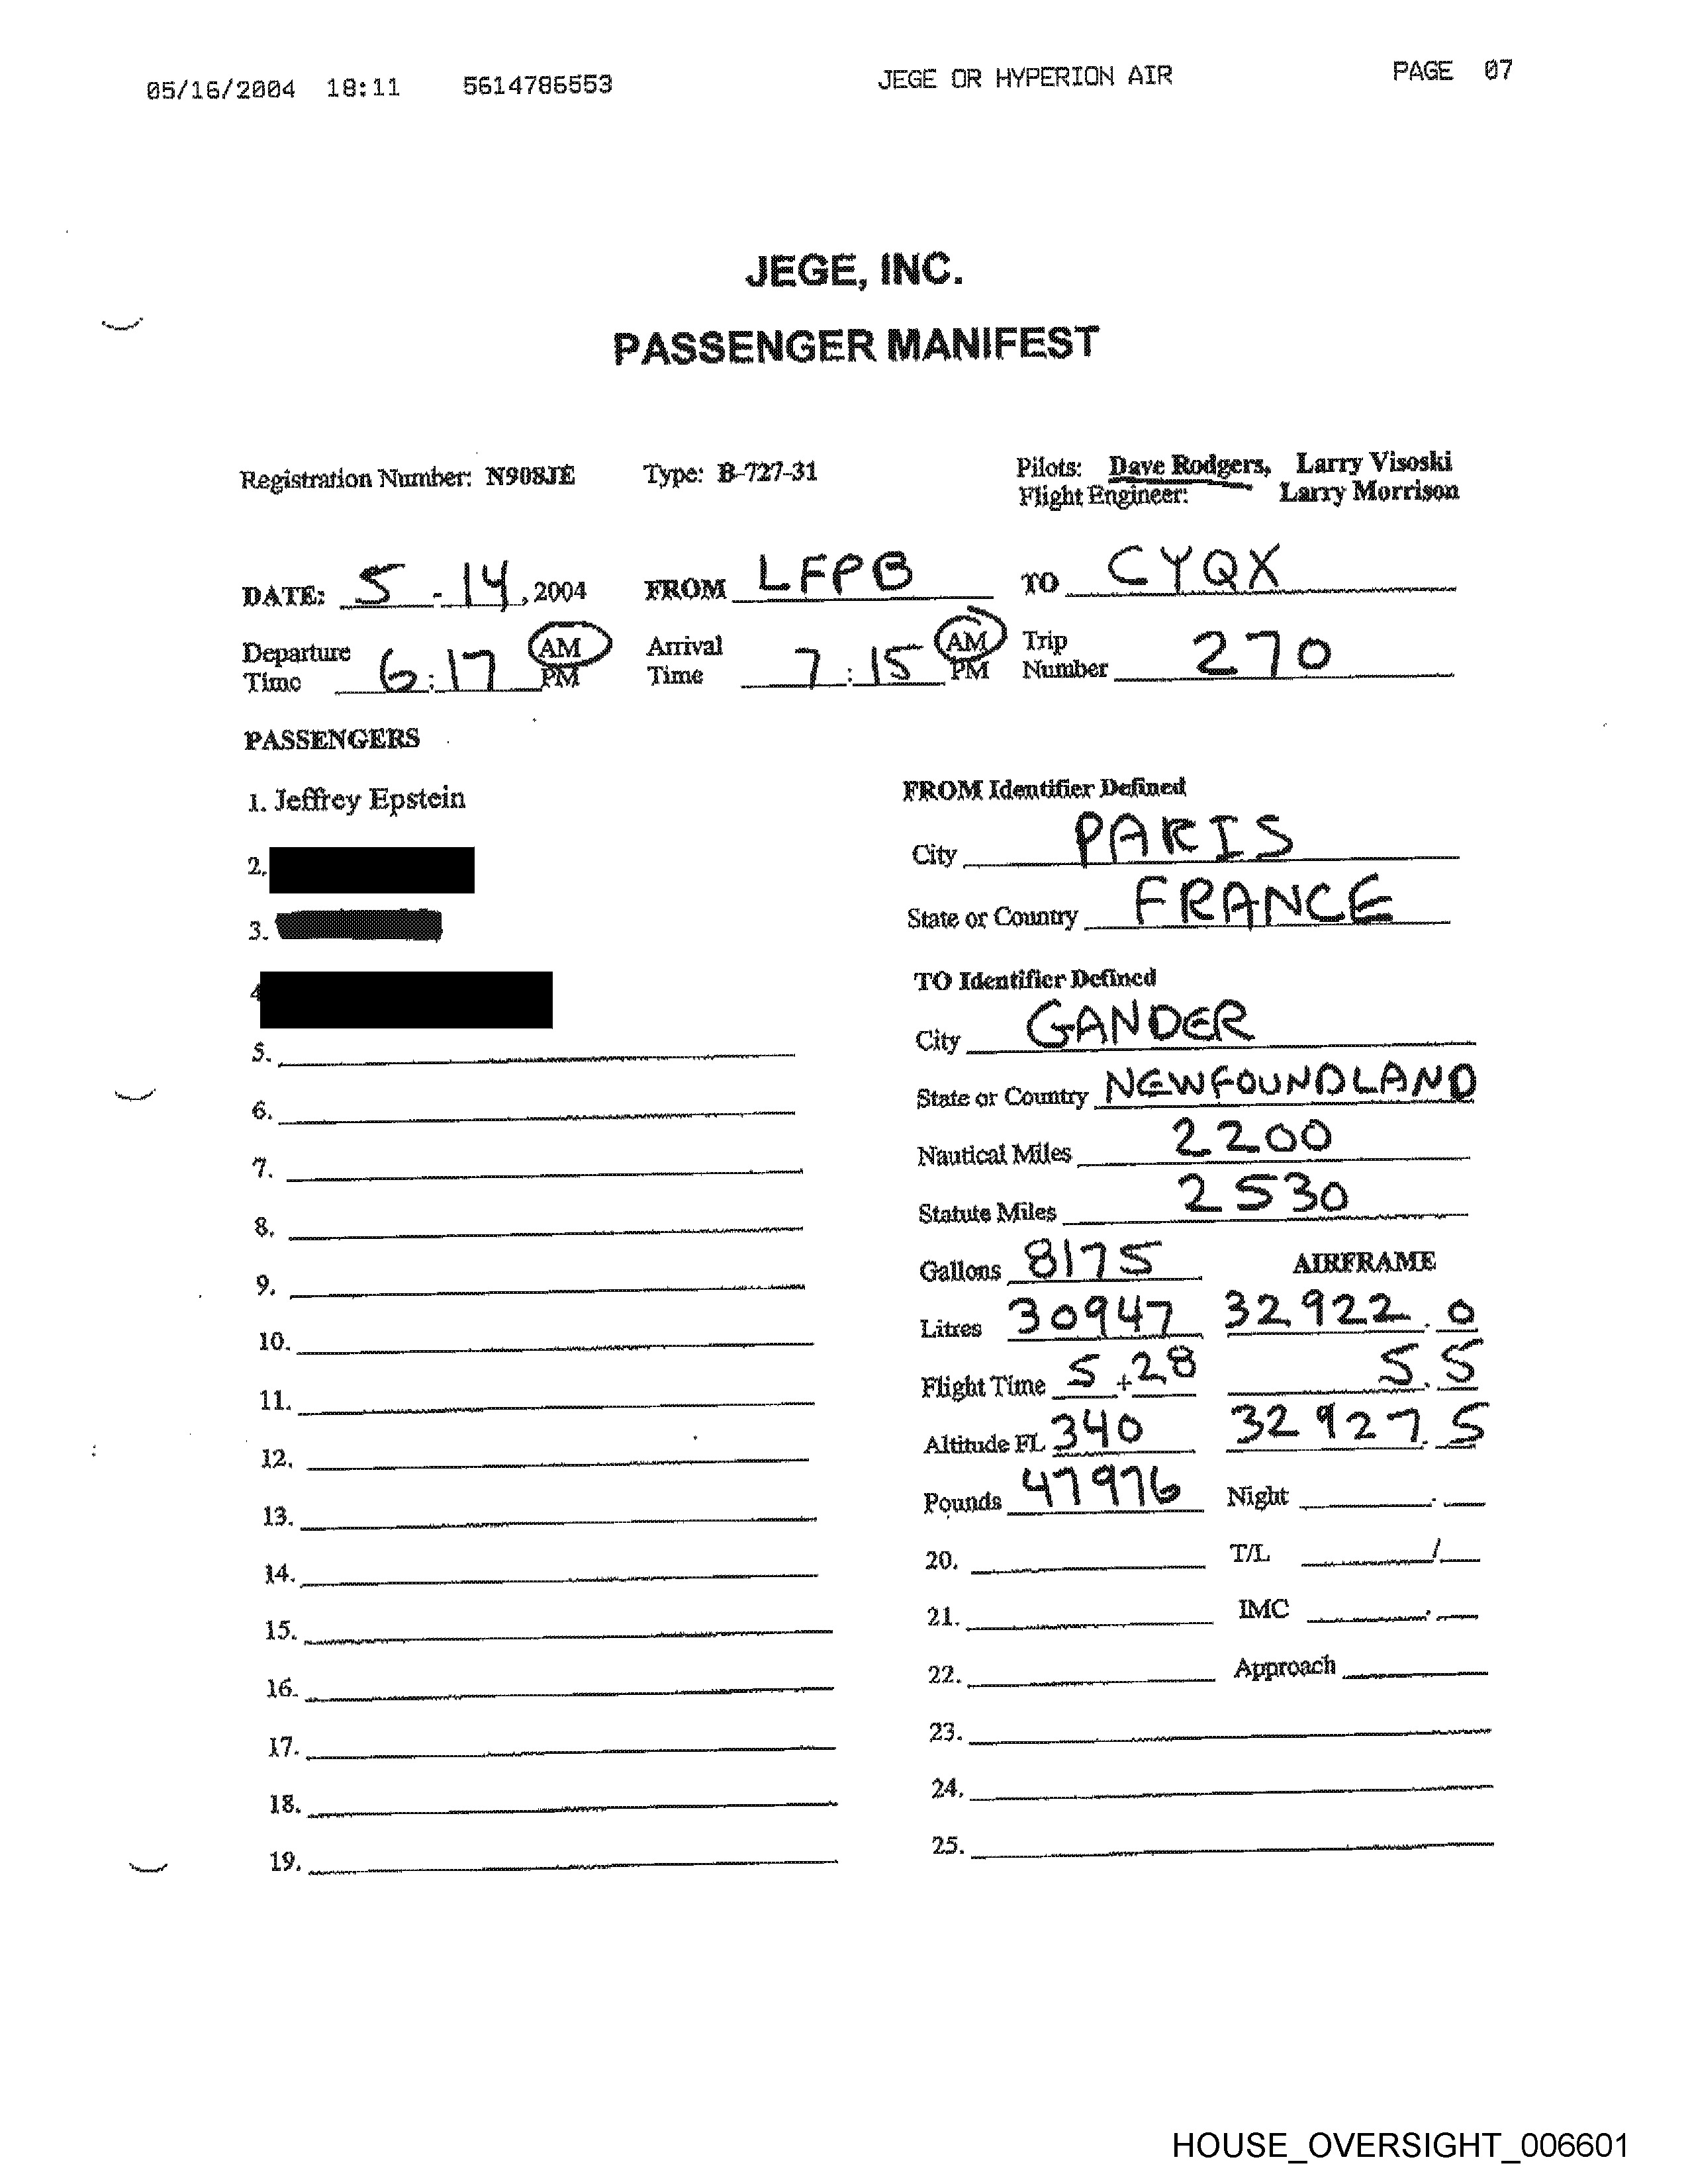 05/16/2004 18:11 5614786553 JEGE OR HYPERION AIR PAGE 07
JEGE, INC.
PASSENGER MANIFEST
Registration Number: N908JE Type: B-727-31 Pilots: Dave Rodgers, Larry Visoski
Flight Engineer: Larry Morrison
DATE: 5 - 14, 2004 FROM LFPB TO CYQX
Departure Time 6:17 AM PM Arrival Time 7:15 AM PM Trip Number 270
PASSENGERS
1. Jeffrey Epstein
2.
3.
4
5.
6.
7.
8.
9.
10.
11.
12.
13.
14.
15.
16.
17.
18.
19.
FROM Identifier Defined
City PARIS
State or Country FRANCE
TO Identifier Defined
City GANDER
State or Country NEWFOUNDLAND
Nautical Miles 2200
Statute Miles 2530
Gallons 8175 AIRFRAME
Litres 30947 32922.0
Flight Time 5+28 5.5
Altitude FL 340 32927.5
Pounds 47976 Night .
20. T/L /
21. IMC .
22. Approach
23.
24.
25.
HOUSE_OVERSIGHT_006601